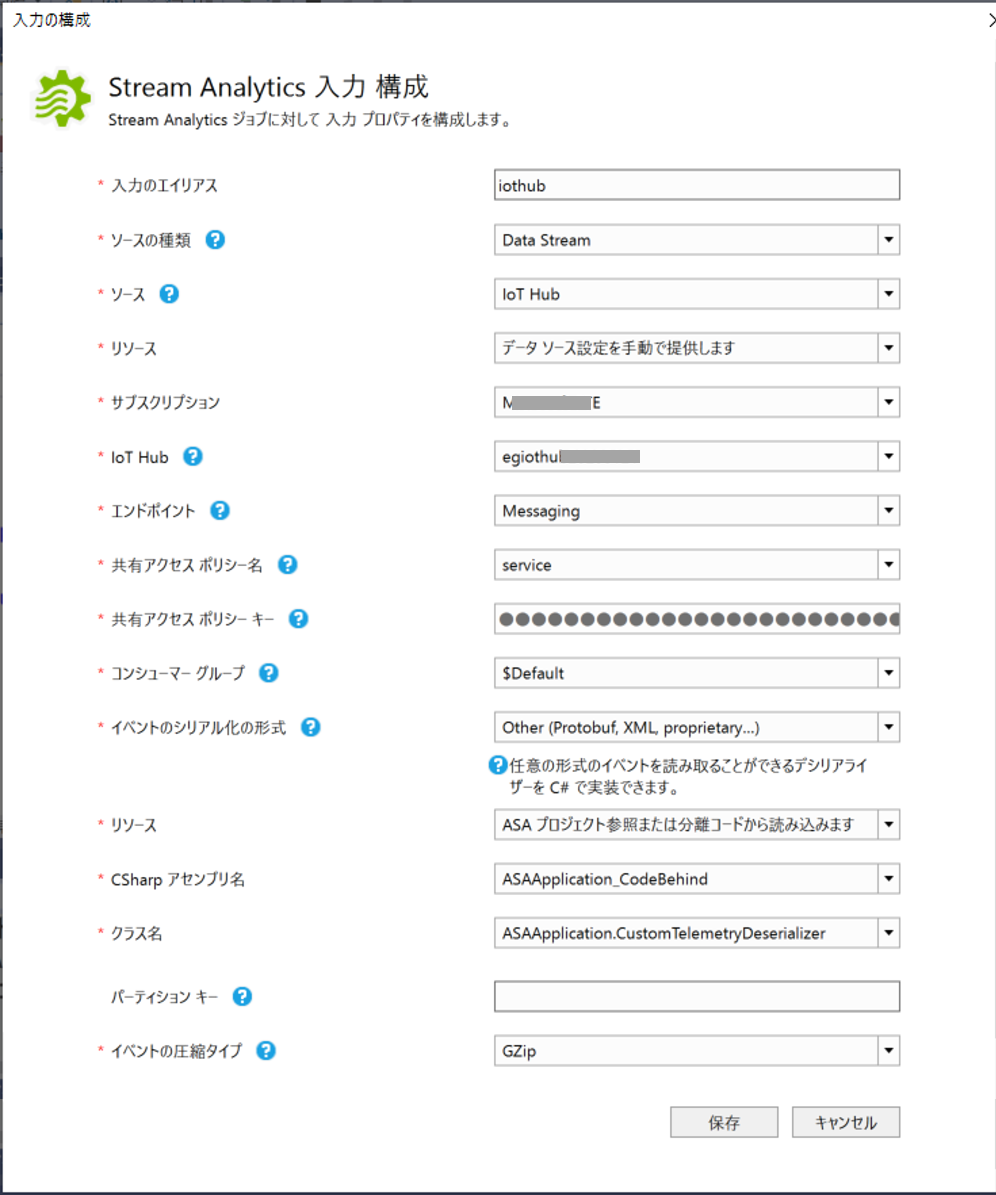 入力の構成
Stream Analytics 入力 構成
Stream Analytics ジョブに対して 入力 プロパティを構成します。
* 入力のエイリアス iothub
* ソースの種類 ? Data Stream
* ソース ? IoT Hub
* リソース データ ソース設定を手動で提供します
* サブスクリプション
* IoT Hub ?
* エンドポイント ? Messaging
* 共有アクセス ポリシー名 ? service
* 共有アクセス ポリシー キー ? ●●●●●●●●●●●●●●●●●●●●●●●●●
* コンシューマー グループ ? $Default
* イベントのシリアル化の形式 ? Other (Protobuf, XML, proprietary...)
? 任意の形式のイベントを読み取ることができるデシリアライ
ザーを C# で実装できます。
* リソース ASA プロジェクト参照または分離コードから読み込みます
* CSharp アセンブリ名 ASAApplication_CodeBehind
* クラス名 ASAApplication.CustomTelemetryDeserializer
パーティション キー ?
* イベントの圧縮タイプ ? GZip
保存 キャンセル